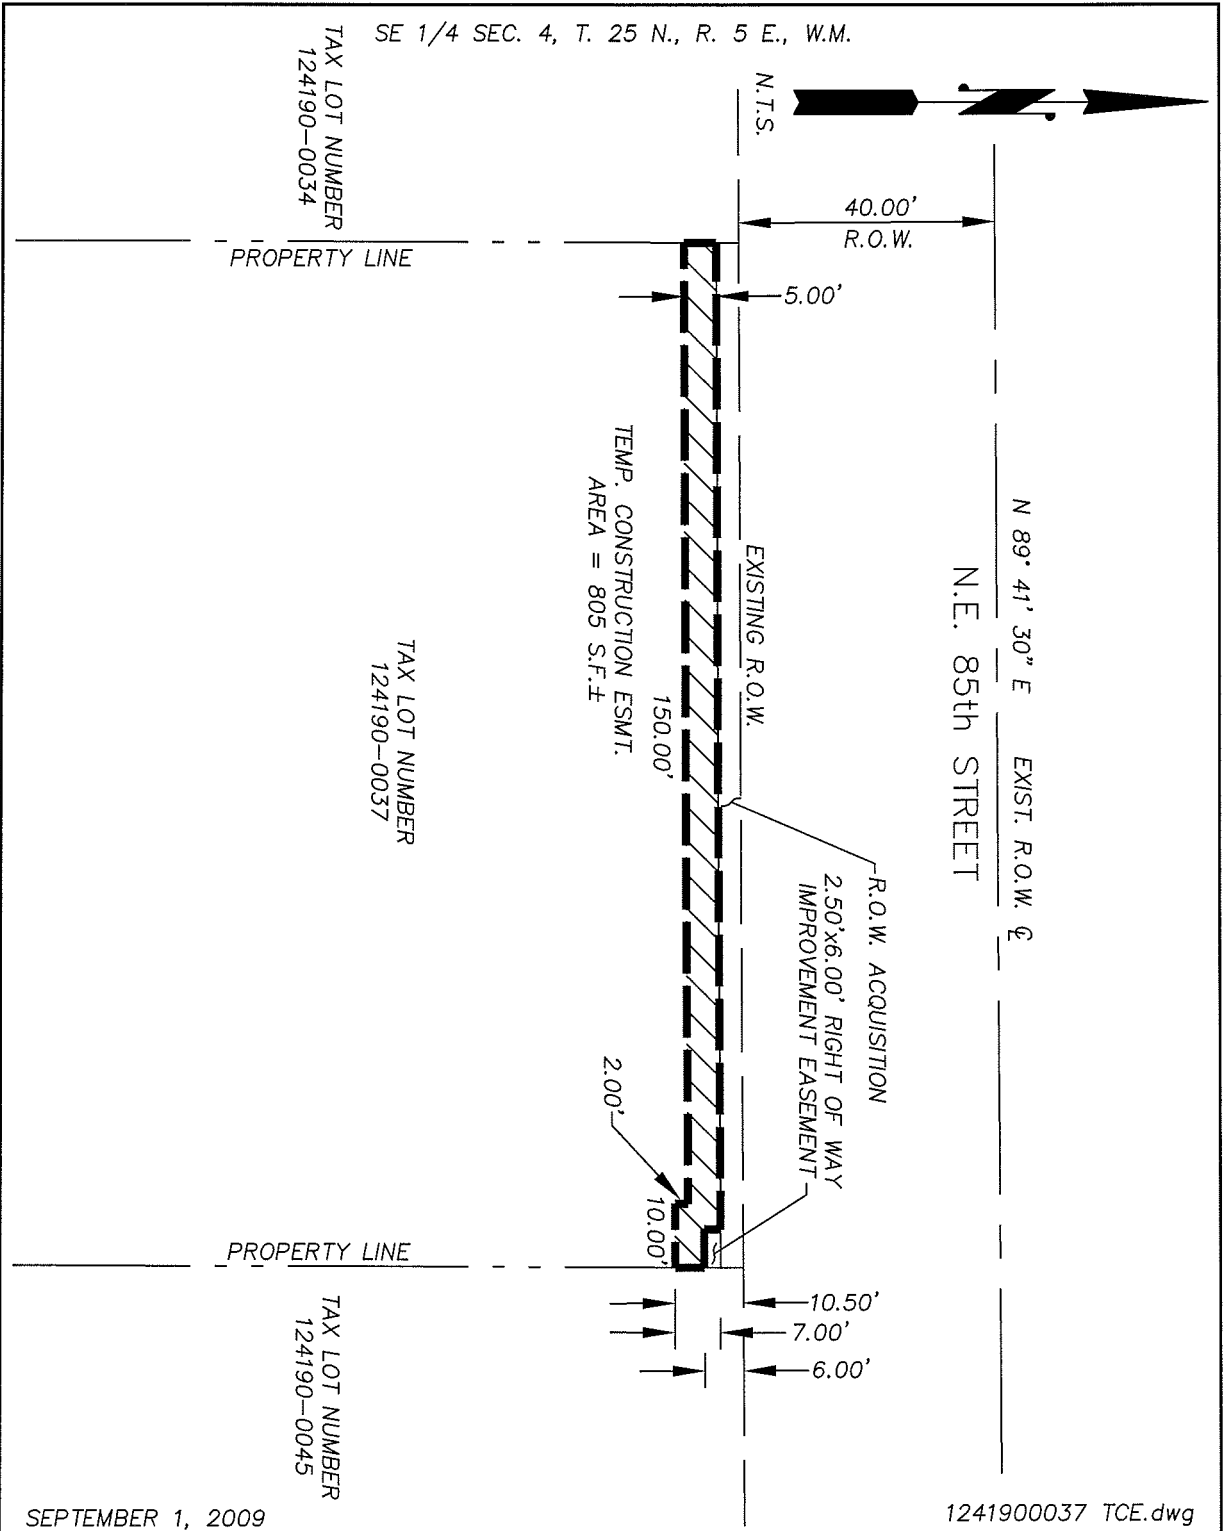 SE 1/4 SEC. 4, T. 25 N., R. 5 E., W.M.
TAX LOT NUMBER
124190-0034
N.T.S.
40.00'
R.O.W.
PROPERTY LINE
5.00'
N 89° 41' 30" E EXIST. R.O.W. ℄
N.E. 85th STREET
EXISTING R.O.W.
TEMP. CONSTRUCTION ESMT.
AREA = 805 S.F.±
150.00'
TAX LOT NUMBER
124190-0037
R.O.W. ACQUISITION
2.50'x6.00' RIGHT OF WAY
IMPROVEMENT EASEMENT
2.00'
10.00'
PROPERTY LINE
10.50'
7.00'
6.00'
TAX LOT NUMBER
124190-0045
SEPTEMBER 1, 2009
1241900037 TCE.dwg